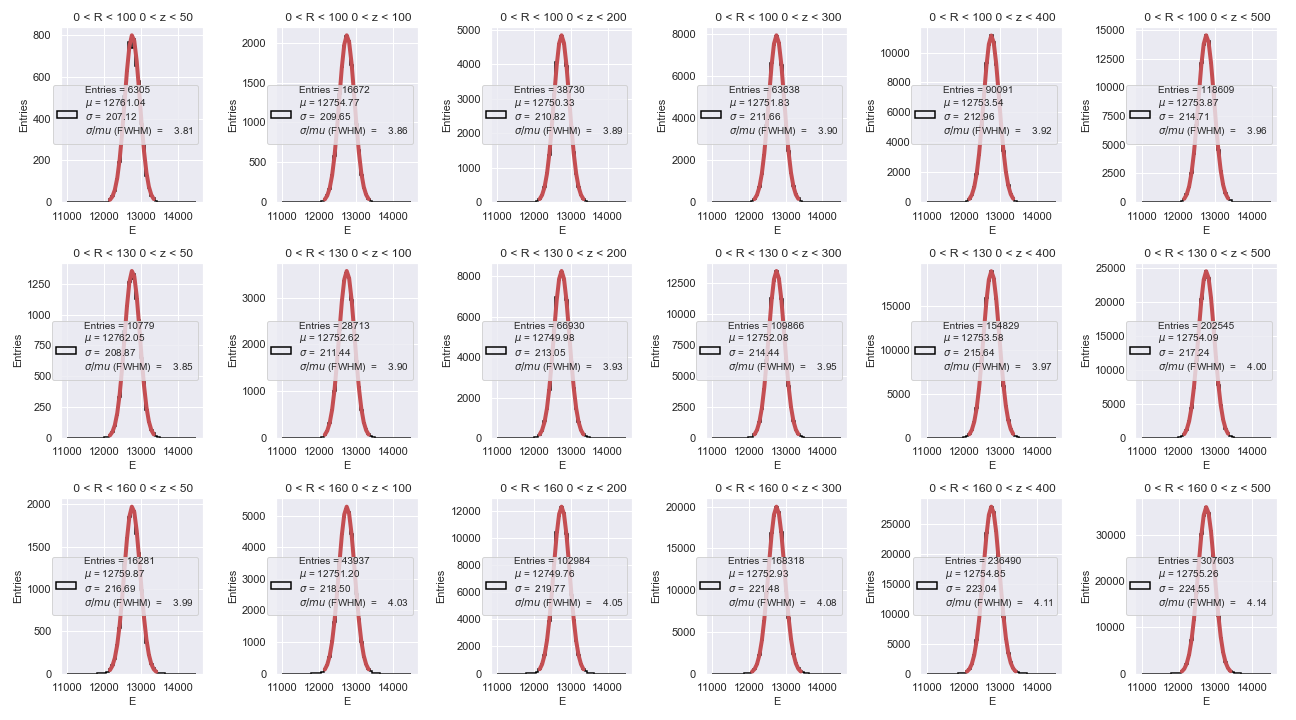 0 < R < 100 0 < z < 50
800
600
400
200
0
Entries
Entries = 6305
μ = 12761.04
σ = 207.12
σ/mu (FWHM) = 3.81
11000 12000 13000 14000
E
0 < R < 100 0 < z < 100
2000
1500
1000
500
0
Entries
Entries = 16672
μ = 12754.77
σ = 209.65
σ/mu (FWHM) = 3.86
11000 12000 13000 14000
E
0 < R < 100 0 < z < 200
5000
4000
3000
2000
1000
0
Entries
Entries = 38730
μ = 12750.33
σ = 210.82
σ/mu (FWHM) = 3.89
11000 12000 13000 14000
E
0 < R < 100 0 < z < 300
8000
6000
4000
2000
0
Entries
Entries = 63638
μ = 12751.83
σ = 211.66
σ/mu (FWHM) = 3.90
11000 12000 13000 14000
E
0 < R < 100 0 < z < 400
10000
8000
6000
4000
2000
0
Entries
Entries = 90091
μ = 12753.54
σ = 212.96
σ/mu (FWHM) = 3.92
11000 12000 13000 14000
E
0 < R < 100 0 < z < 500
15000
12500
10000
7500
5000
2500
0
Entries
Entries = 118609
μ = 12753.87
σ = 214.71
σ/mu (FWHM) = 3.96
11000 12000 13000 14000
E
0 < R < 130 0 < z < 50
1250
1000
750
500
250
0
Entries
Entries = 10779
μ = 12762.05
σ = 208.87
σ/mu (FWHM) = 3.85
11000 12000 13000 14000
E
0 < R < 130 0 < z < 100
3000
2000
1000
0
Entries
Entries = 28713
μ = 12752.62
σ = 211.44
σ/mu (FWHM) = 3.90
11000 12000 13000 14000
E
0 < R < 130 0 < z < 200
8000
6000
4000
2000
0
Entries
Entries = 66930
μ = 12749.98
σ = 213.05
σ/mu (FWHM) = 3.93
11000 12000 13000 14000
E
0 < R < 130 0 < z < 300
12500
10000
7500
5000
2500
0
Entries
Entries = 109866
μ = 12752.08
σ = 214.44
σ/mu (FWHM) = 3.95
11000 12000 13000 14000
E
0 < R < 130 0 < z < 400
15000
10000
5000
0
Entries
Entries = 154829
μ = 12753.58
σ = 215.64
σ/mu (FWHM) = 3.97
11000 12000 13000 14000
E
0 < R < 130 0 < z < 500
25000
20000
15000
10000
5000
0
Entries
Entries = 202545
μ = 12754.09
σ = 217.24
σ/mu (FWHM) = 4.00
11000 12000 13000 14000
E
0 < R < 160 0 < z < 50
2000
1500
1000
500
0
Entries
Entries = 16281
μ = 12759.87
σ = 216.69
σ/mu (FWHM) = 3.99
11000 12000 13000 14000
E
0 < R < 160 0 < z < 100
5000
4000
3000
2000
1000
0
Entries
Entries = 43937
μ = 12751.20
σ = 218.50
σ/mu (FWHM) = 4.03
11000 12000 13000 14000
E
0 < R < 160 0 < z < 200
12000
10000
8000
6000
4000
2000
0
Entries
Entries = 102984
μ = 12749.76
σ = 219.77
σ/mu (FWHM) = 4.05
11000 12000 13000 14000
E
0 < R < 160 0 < z < 300
20000
15000
10000
5000
0
Entries
Entries = 168318
μ = 12752.93
σ = 221.48
σ/mu (FWHM) = 4.08
11000 12000 13000 14000
E
0 < R < 160 0 < z < 400
25000
20000
15000
10000
5000
0
Entries
Entries = 236490
μ = 12754.85
σ = 223.04
σ/mu (FWHM) = 4.11
11000 12000 13000 14000
E
0 < R < 160 0 < z < 500
30000
20000
10000
0
Entries
Entries = 307603
μ = 12755.26
σ = 224.55
σ/mu (FWHM) = 4.14
11000 12000 13000 14000
E